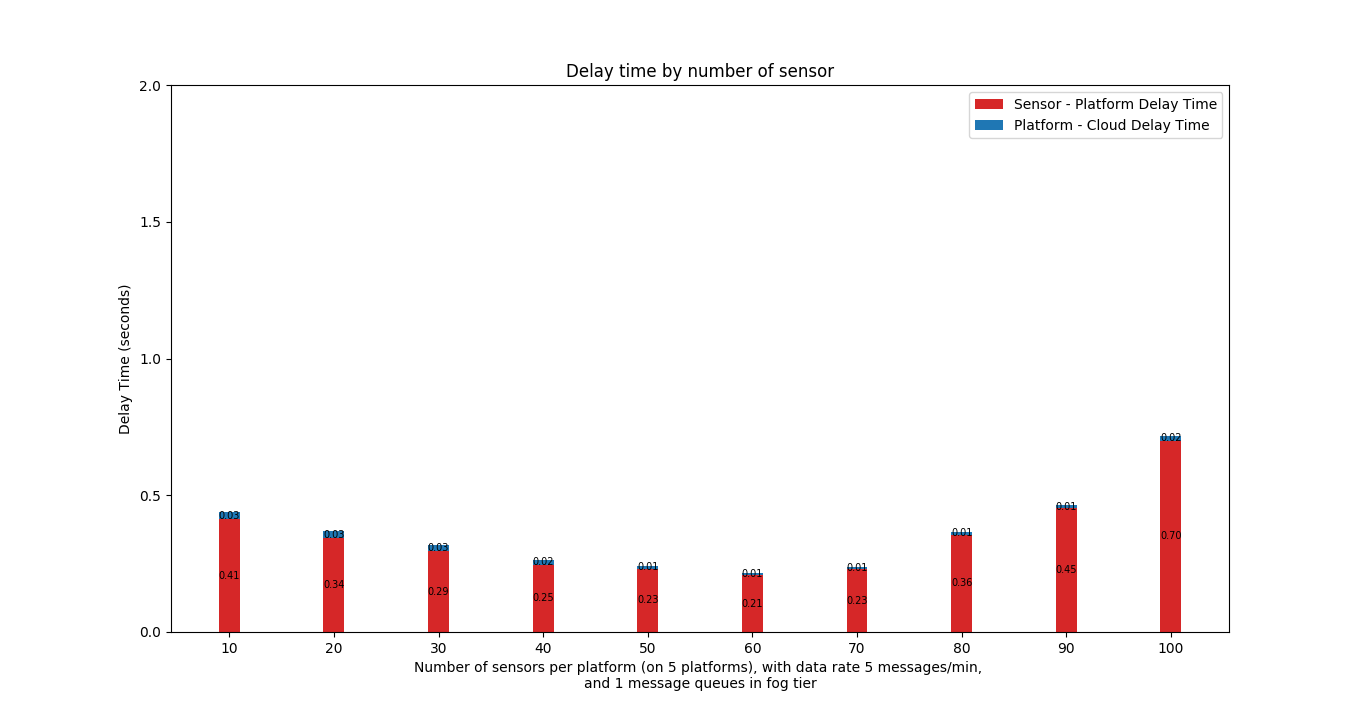 Delay time by number of sensor
Sensor - Platform Delay Time
Platform - Cloud Delay Time
Delay Time (seconds)
2.0
1.5
1.0
0.5
0.0
0.03 0.03 0.03 0.02 0.01 0.01 0.01 0.01 0.01 0.02
0.41 0.34 0.29 0.25 0.23 0.21 0.23 0.36 0.45 0.70
10 20 30 40 50 60 70 80 90 100
Number of sensors per platform (on 5 platforms), with data rate 5 messages/min,
and 1 message queues in fog tier